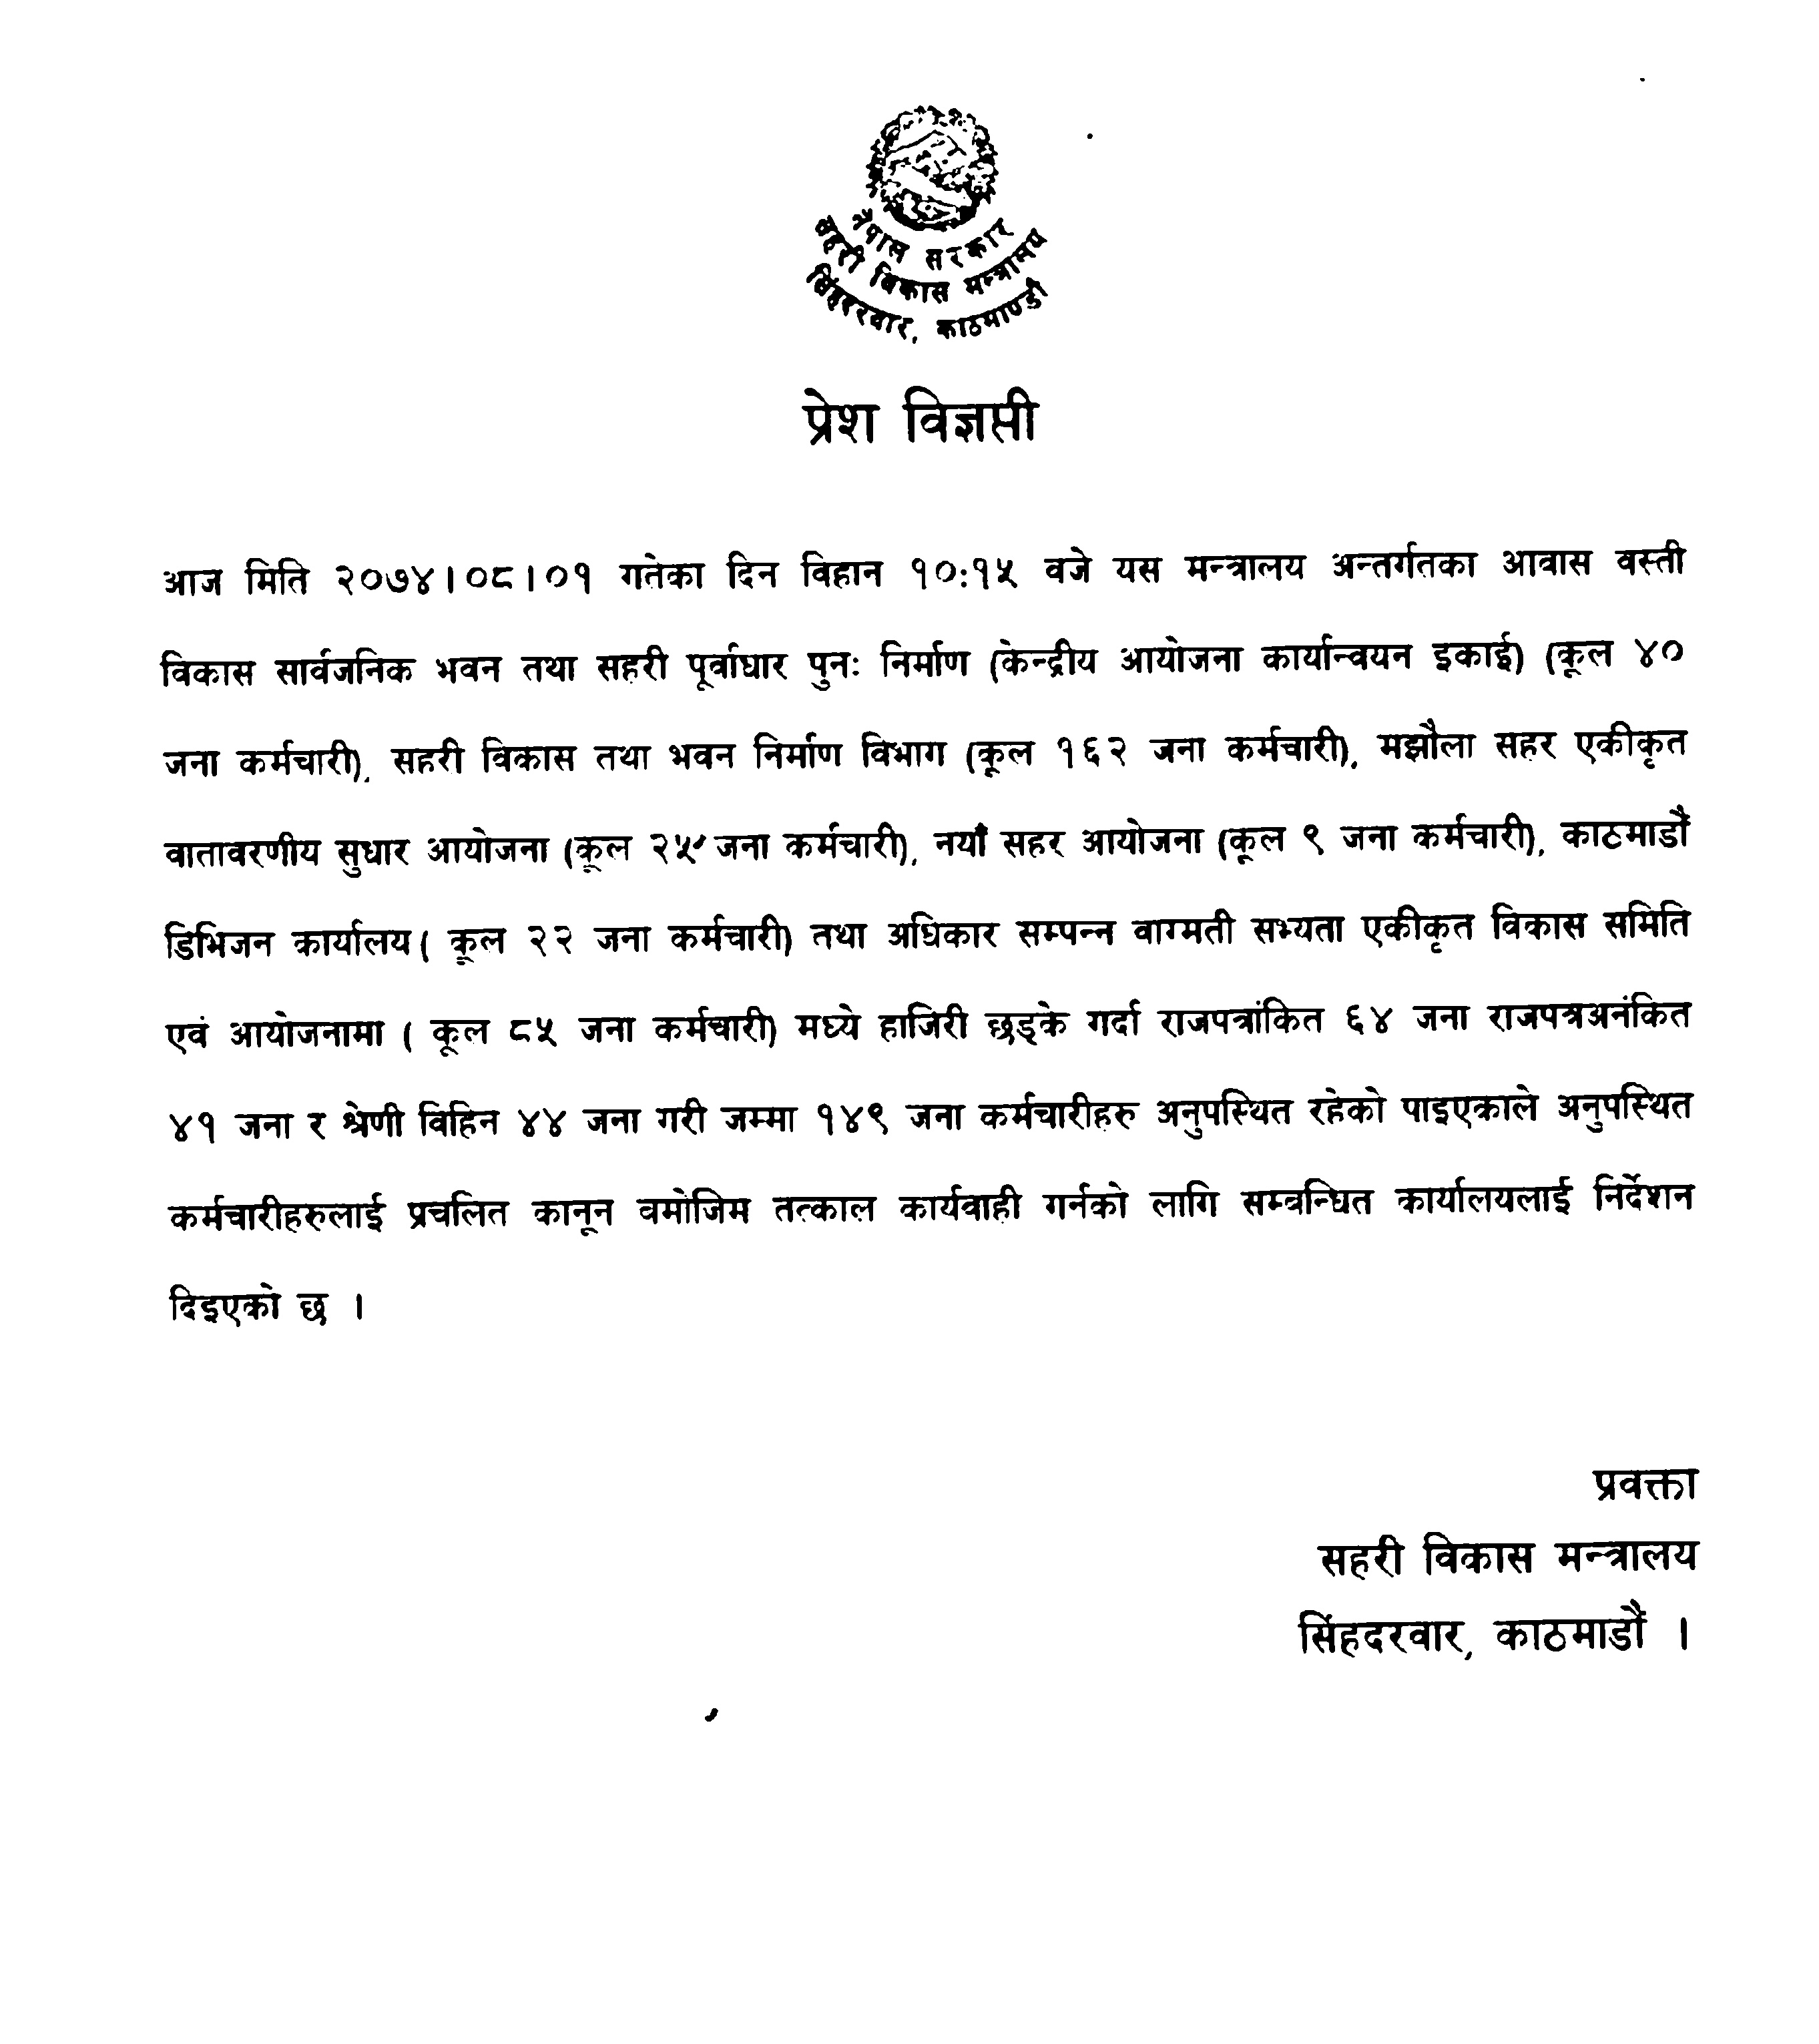 नेपाल सरकार
सहरी विकास मन्त्रालय
सिंहदरवार, काठमाण्डौ
प्रेश विज्ञप्ती
आज मिति २०७४।०८।०१ गतेका दिन विहान १०:१५ वजे यस मन्त्रालय अन्तर्गतका आवास वस्ती
विकास सार्वजनिक भवन तथा सहरी पूर्वाधार पुनः निर्माण (केन्द्रीय आयोजना कार्यान्वयन इकाई) (कूल ४०
जना कर्मचारी), सहरी विकास तथा भवन निर्माण विभाग (कूल १६२ जना कर्मचारी), मझौला सहर एकीकृत
वातावरणीय सुधार आयोजना (कूल २५ जना कर्मचारी), नयाँ सहर आयोजना (कूल ९ जना कर्मचारी), काठमाडौं
डिभिजन कार्यालय ( कूल २२ जना कर्मचारी) तथा अधिकार सम्पन्न वाग्मती सभ्यता एकीकृत विकास समिति
एवं आयोजनामा ( कूल ८५ जना कर्मचारी) मध्ये हाजिरी छड्के गर्दा राजपत्रांकित ६४ जना राजपत्रअनंकित
४१ जना र श्रेणी विहिन ४४ जना गरी जम्मा १४९ जना कर्मचारीहरु अनुपस्थित रहेको पाइएकाले अनुपस्थित
कर्मचारीहरुलाई प्रचलित कानून वमोजिम तत्काल कार्यवाही गर्नको लागि सम्वन्धित कार्यालयलाई निर्देशन
दिइएको छ ।
प्रवक्ता
सहरी विकास मन्त्रालय
सिंहदरवार, काठमाडौं ।